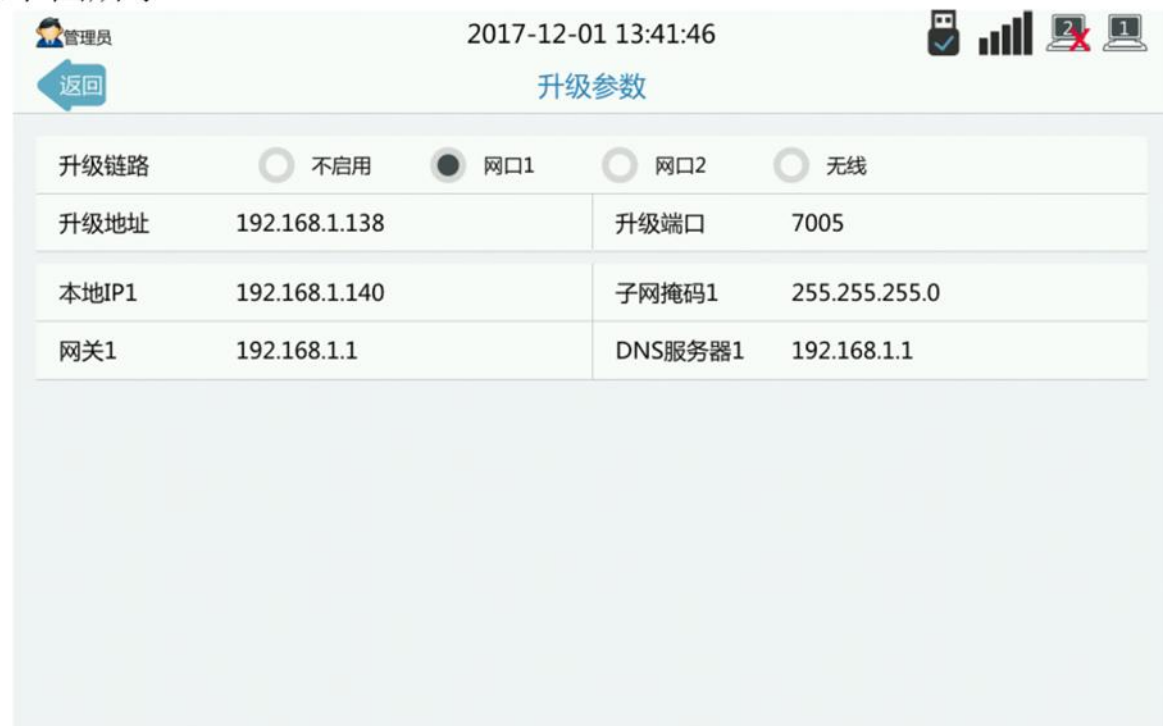 管理员 2017-12-01 13:41:46 2 1
返回 升级参数
升级链路 不启用 网口1 网口2 无线
升级地址 192.168.1.138 升级端口 7005
本地IP1 192.168.1.140 子网掩码1 255.255.255.0
网关1 192.168.1.1 DNS服务器1 192.168.1.1